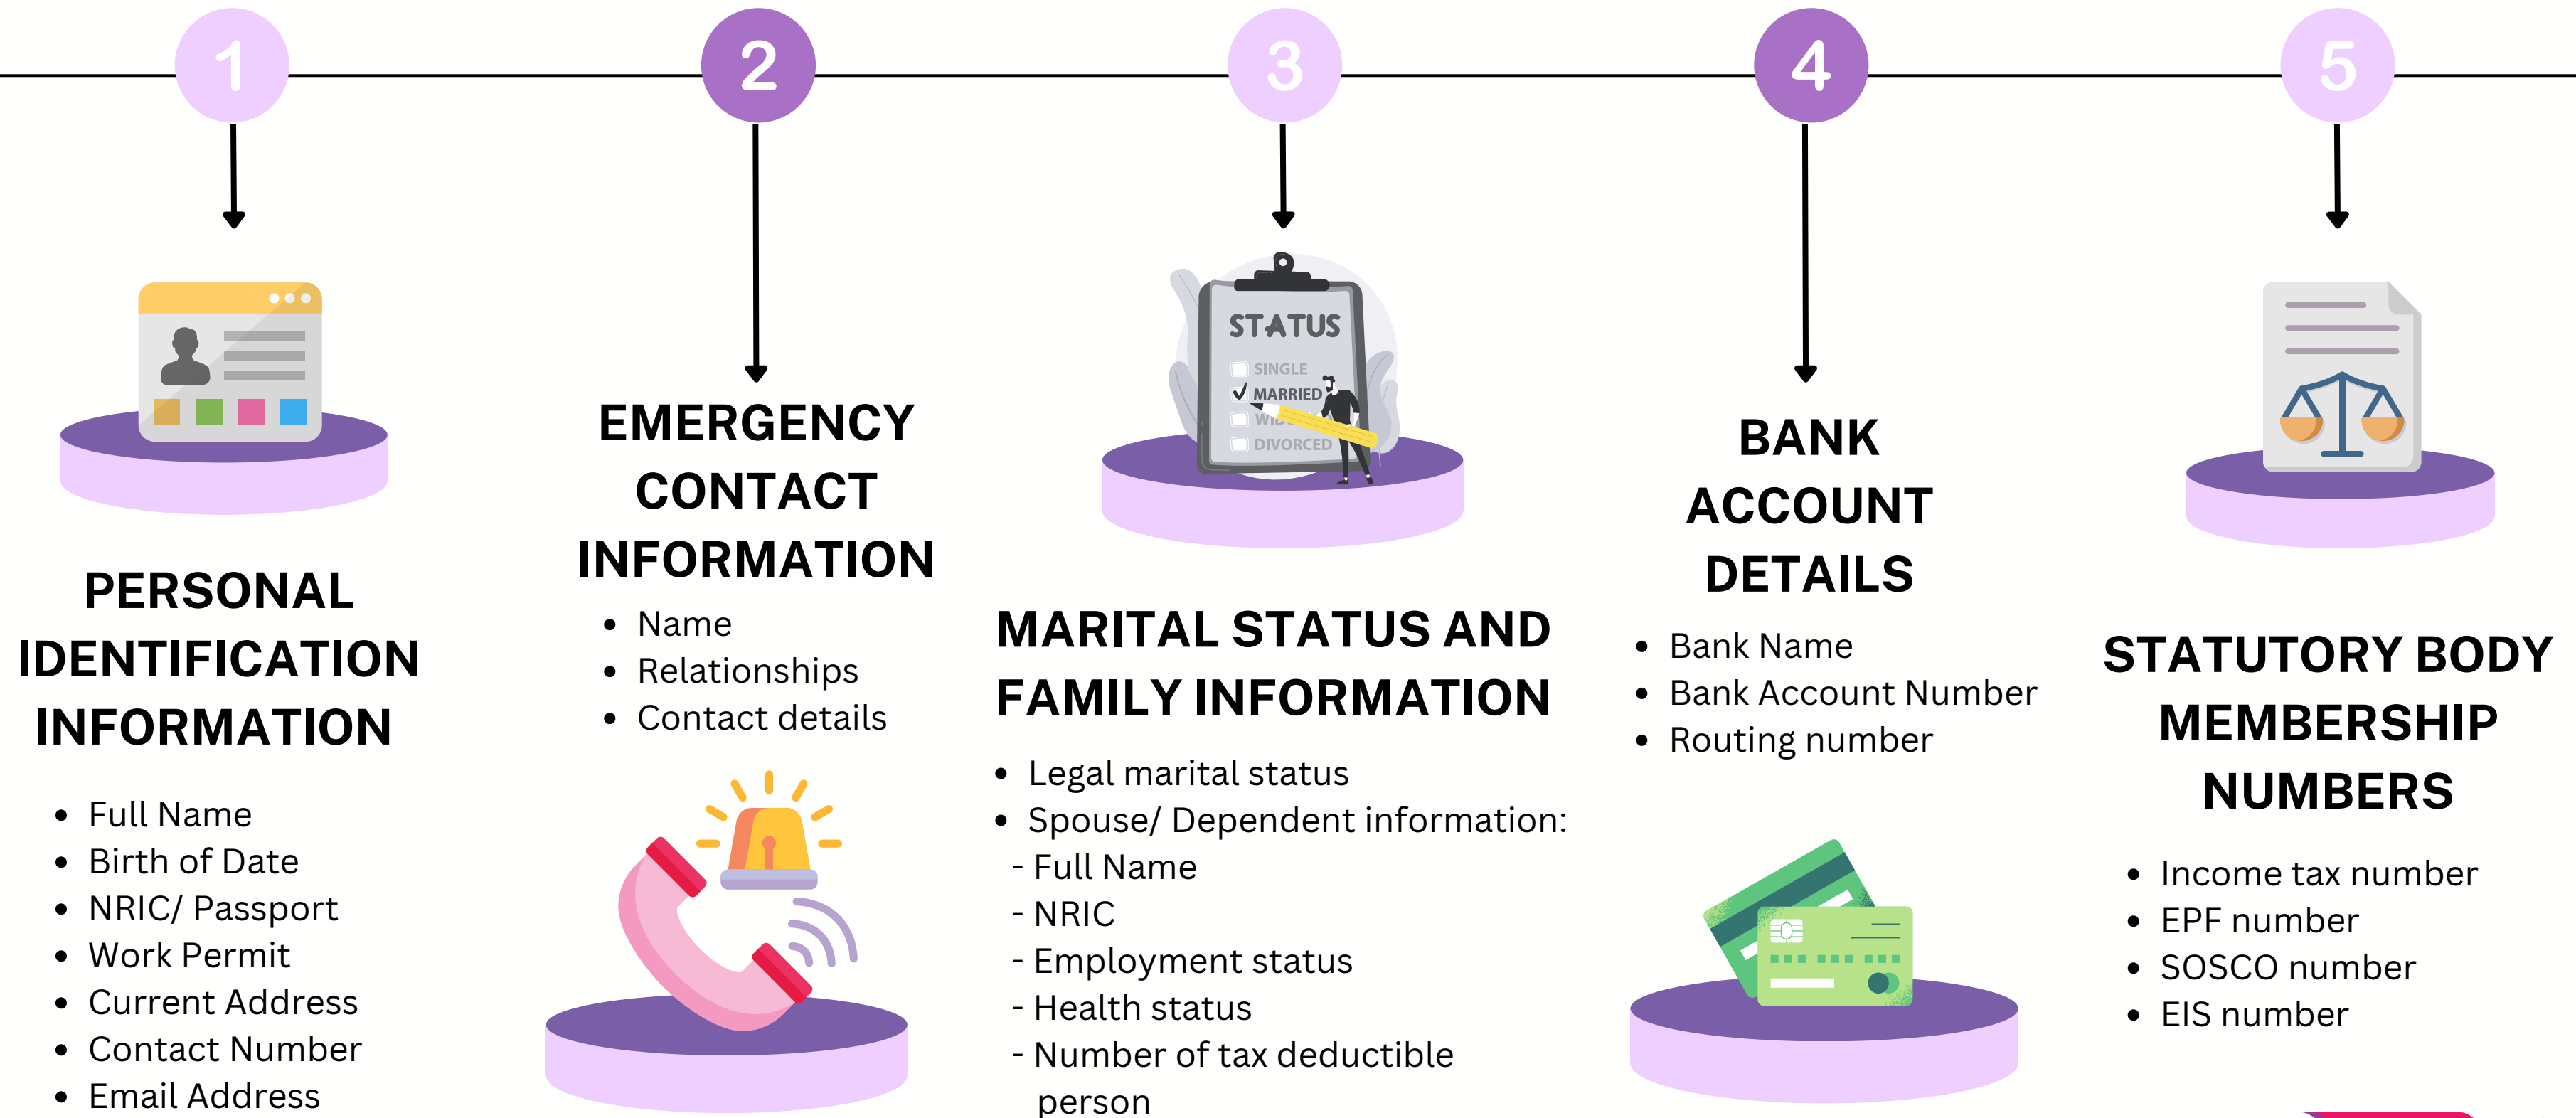 1
PERSONAL
IDENTIFICATION
INFORMATION
• Full Name
• Birth of Date
• NRIC/ Passport
• Work Permit
• Current Address
• Contact Number
• Email Address
2
EMERGENCY
CONTACT
INFORMATION
• Name
• Relationships
• Contact details
3
STATUS
SINGLE
MARRIED
DIVORCED
MARITAL STATUS AND
FAMILY INFORMATION
• Legal marital status
• Spouse/ Dependent information:
- Full Name
- NRIC
- Employment status
- Health status
- Number of tax deductible
person
4
BANK
ACCOUNT
DETAILS
• Bank Name
• Bank Account Number
• Routing number
5
STATUTORY BODY
MEMBERSHIP
NUMBERS
• Income tax number
• EPF number
• SOSCO number
• EIS number